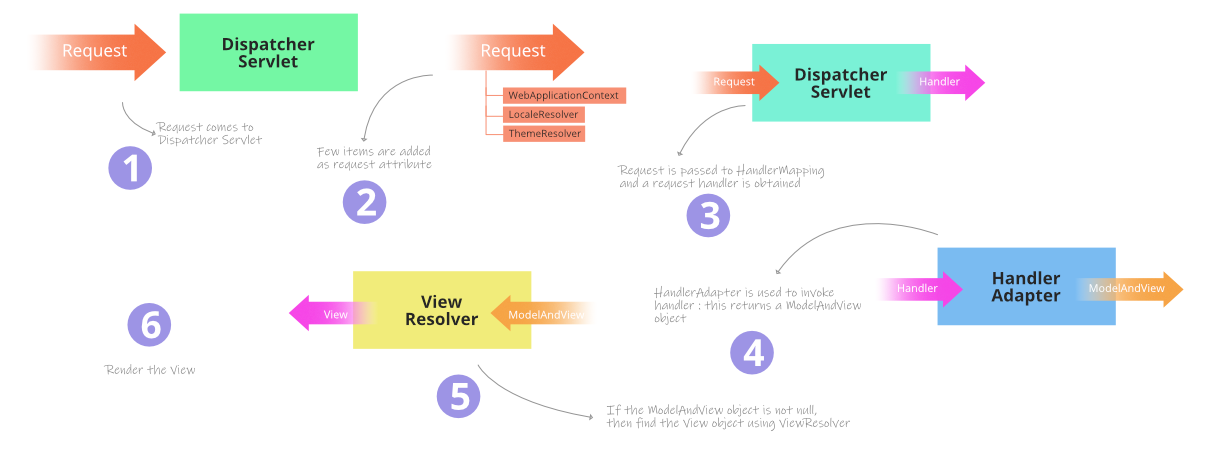 Request
Dispatcher
Servlet
Request comes to
Dispatcher Servlet
1
Request
WebApplicationContext
LocaleResolver
ThemeResolver
Few items are added
as request attribute
2
Request
Dispatcher
Servlet
Handler
Request is passed to HandlerMapping
and a request handler is obtained
3
Handler
Handler
Adapter
ModelAndView
HandlerAdapter is used to invoke
handler : this returns a ModelAndView
object
4
View
View
Resolver
ModelAndView
5
If the ModelAndView object is not null,
then find the View object using ViewResolver
6
Render the View